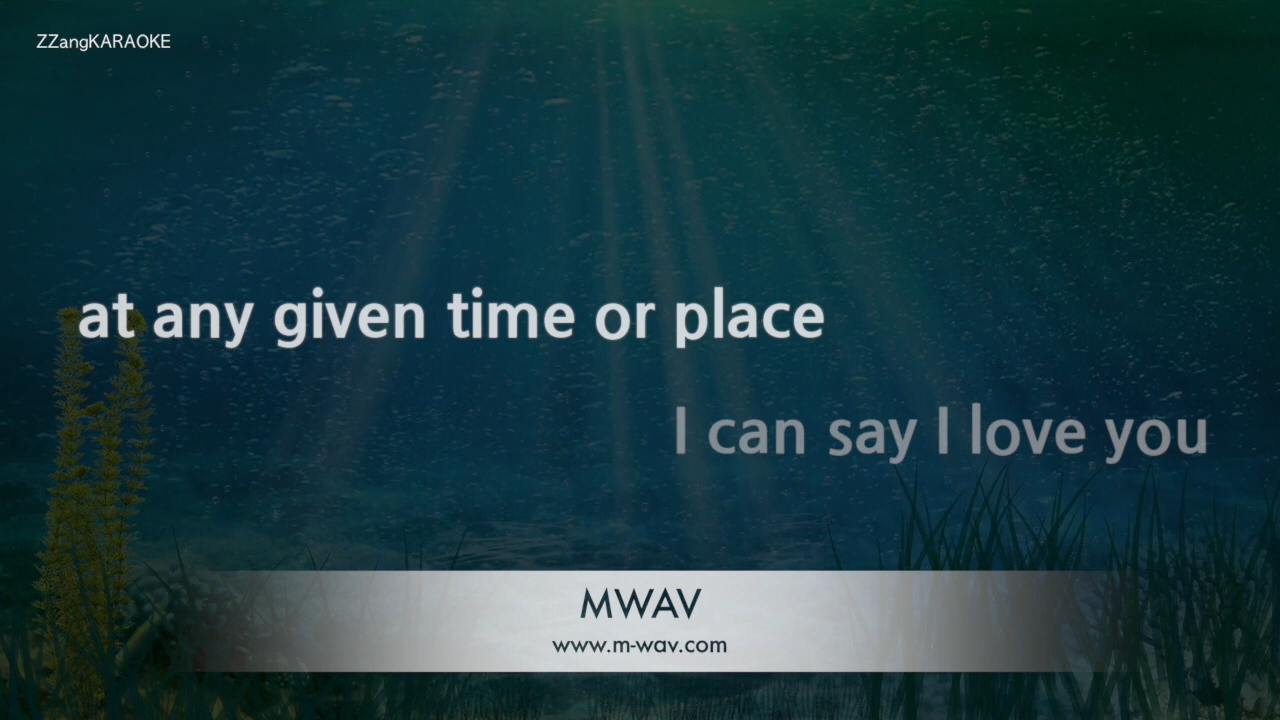 ZZangKARAOKE
at any given time or place
I can say I love you
MWAV
www.m-wav.com